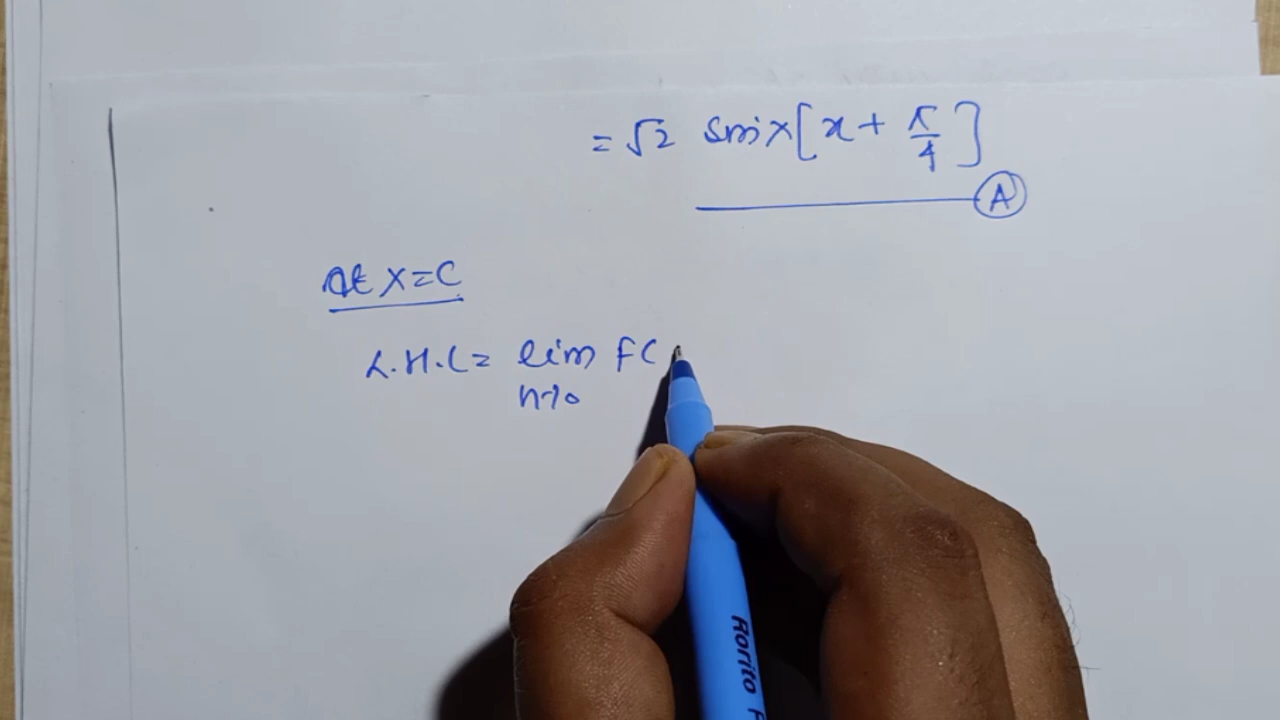 = √2 sin x [x + π/4]
A
at x = C
L.H.L = lim F(
h→0
Rorito F